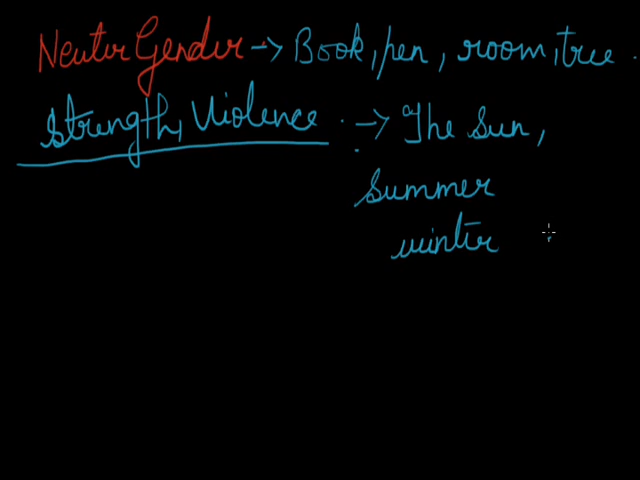 Neuter Gender -> Book, pen, room, tree.
Strength, Violence. -> The Sun,
Summer
winter